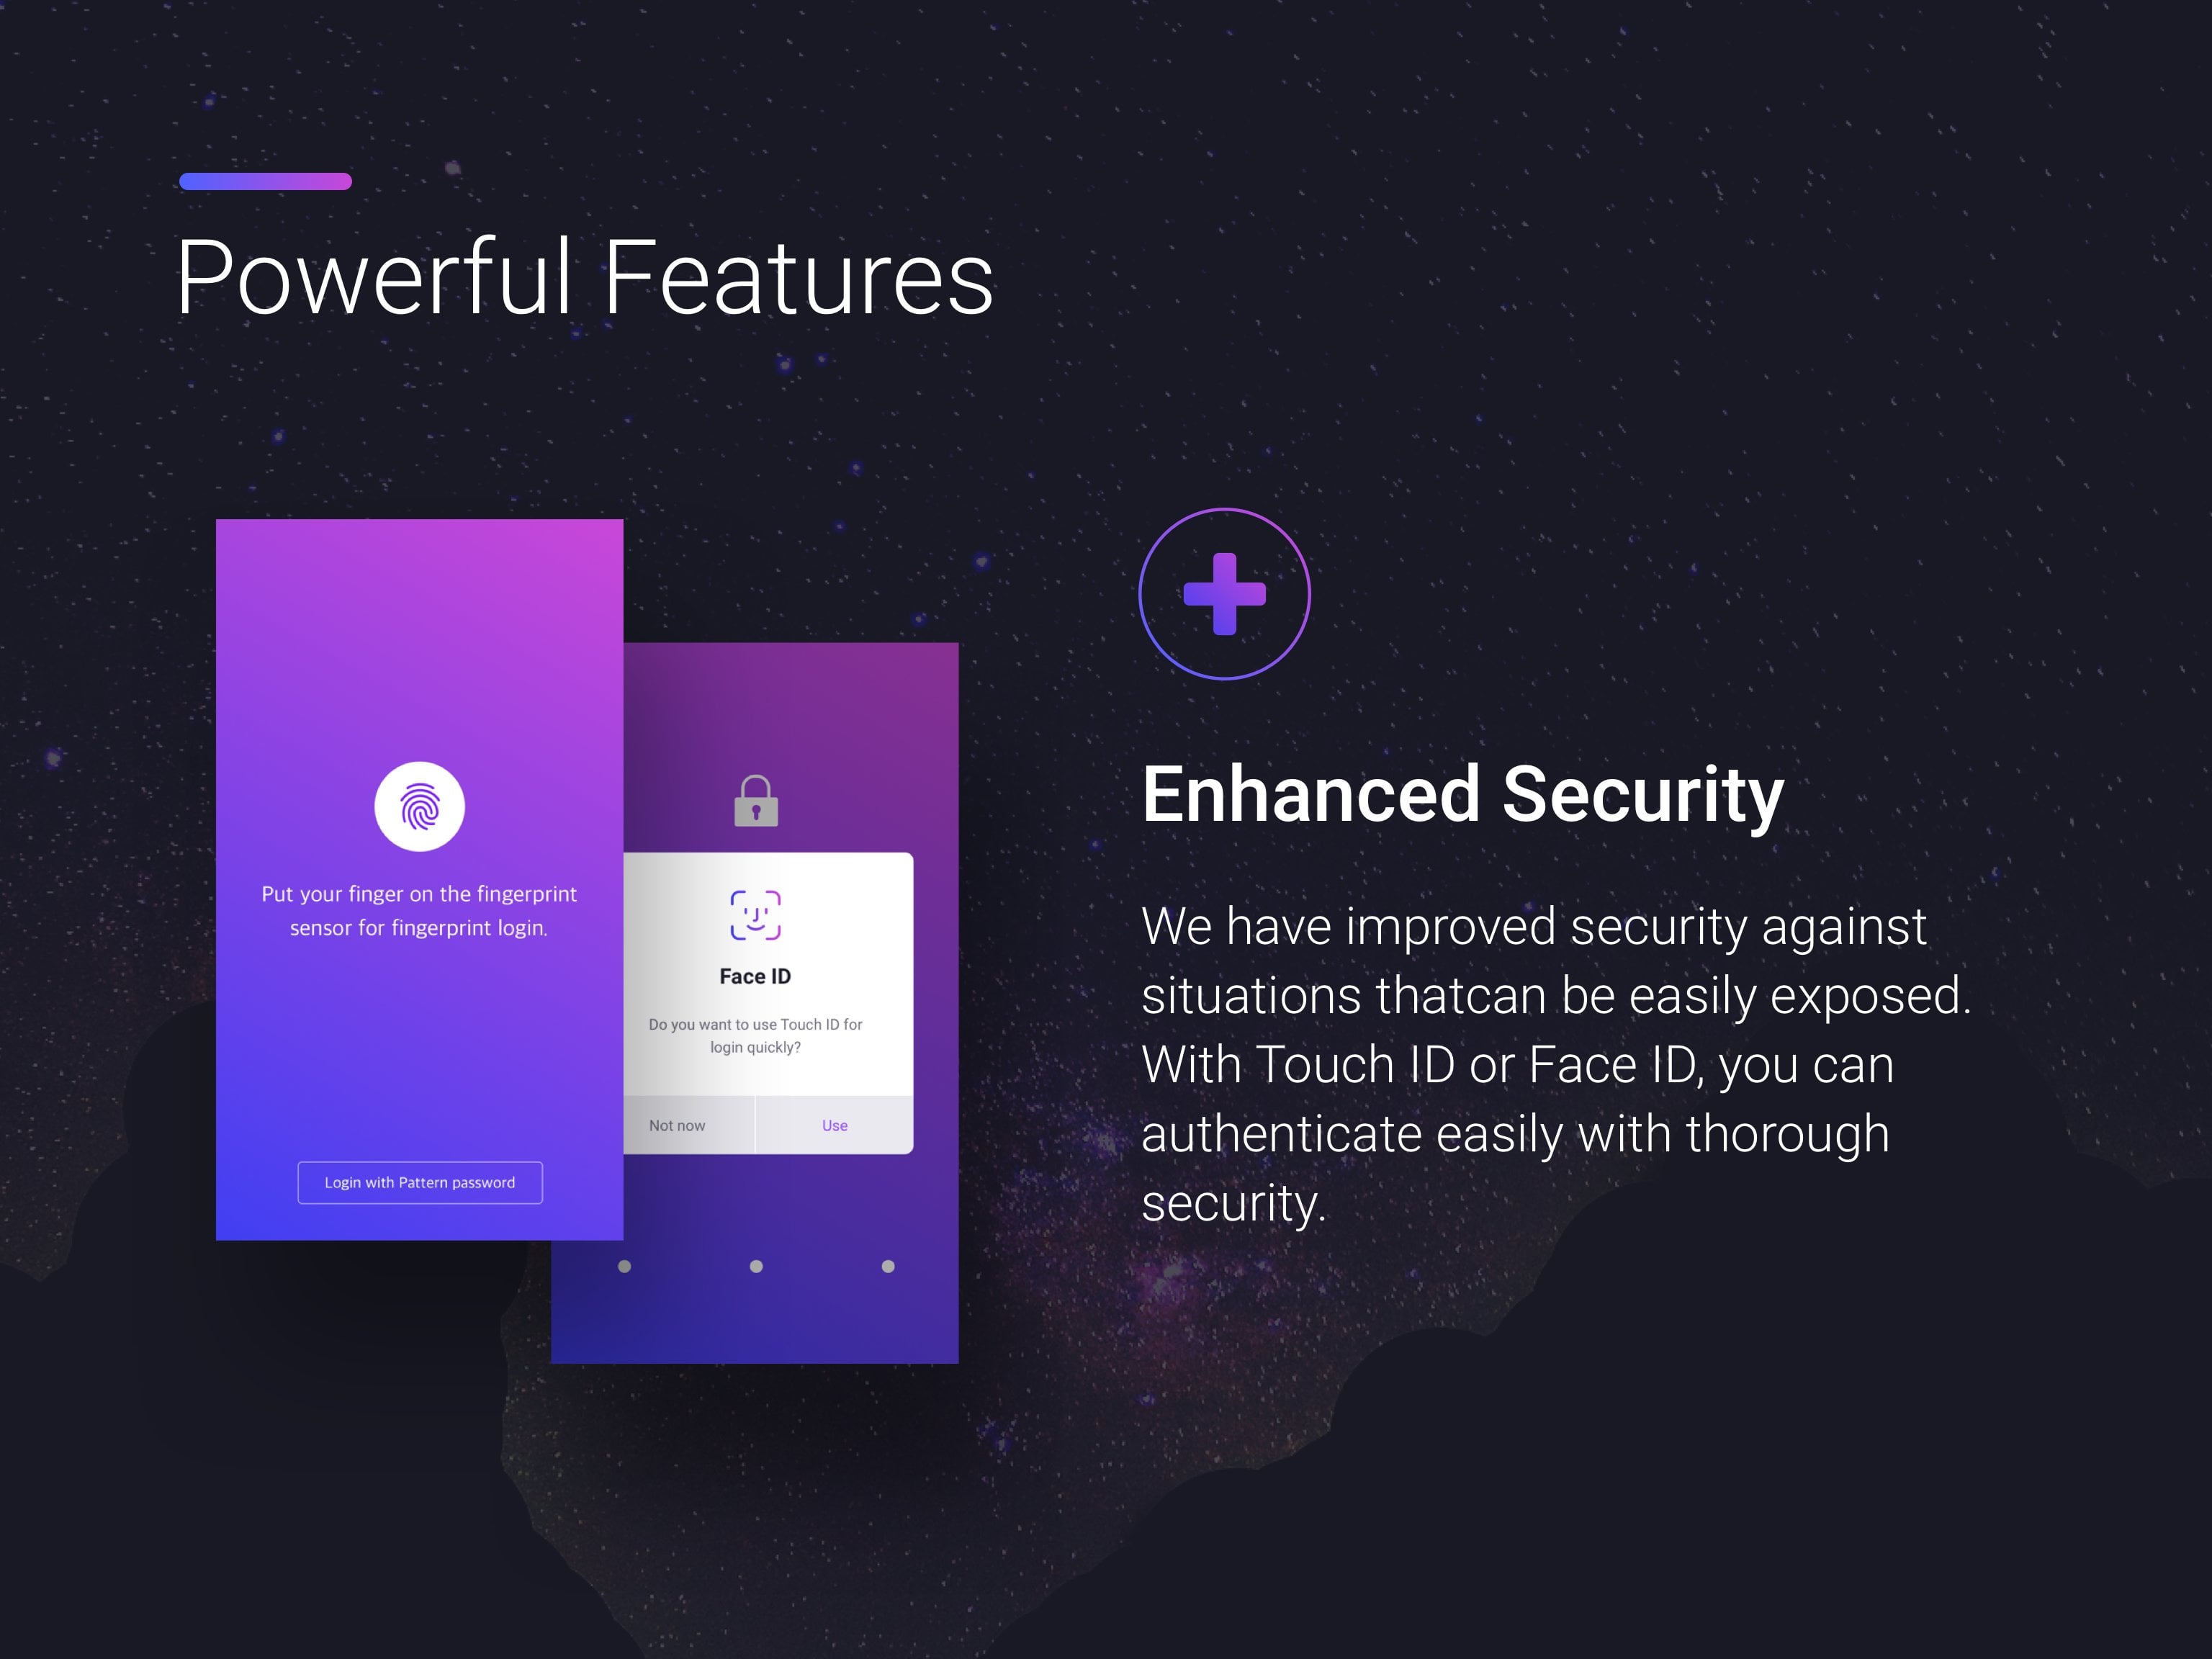 Powerful Features
Put your finger on the fingerprint
sensor for fingerprint login.
Login with Pattern password
Face ID
Do you want to use Touch ID for
login quickly?
Not now
Use
Enhanced Security
We have improved security against
situations thatcan be easily exposed.
With Touch ID or Face ID, you can
authenticate easily with thorough
security.